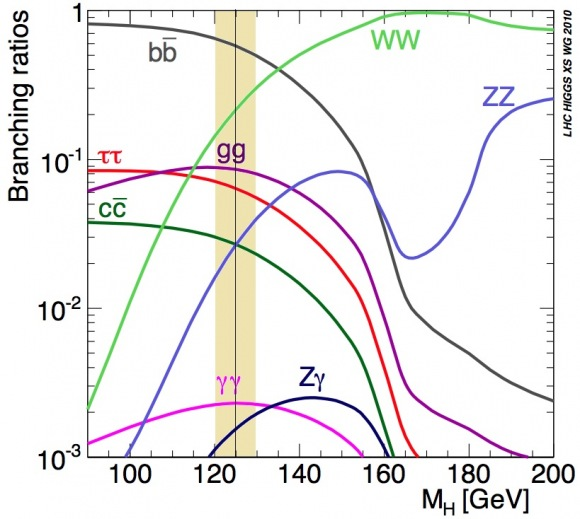 Branching ratios
LHC HIGGS XS WG 2010
1
10⁻¹
10⁻²
10⁻³
bb̅
WW
ZZ
ττ
gg
cc̅
γγ
Zγ
100 120 140 160 180 200
M_H [GeV]